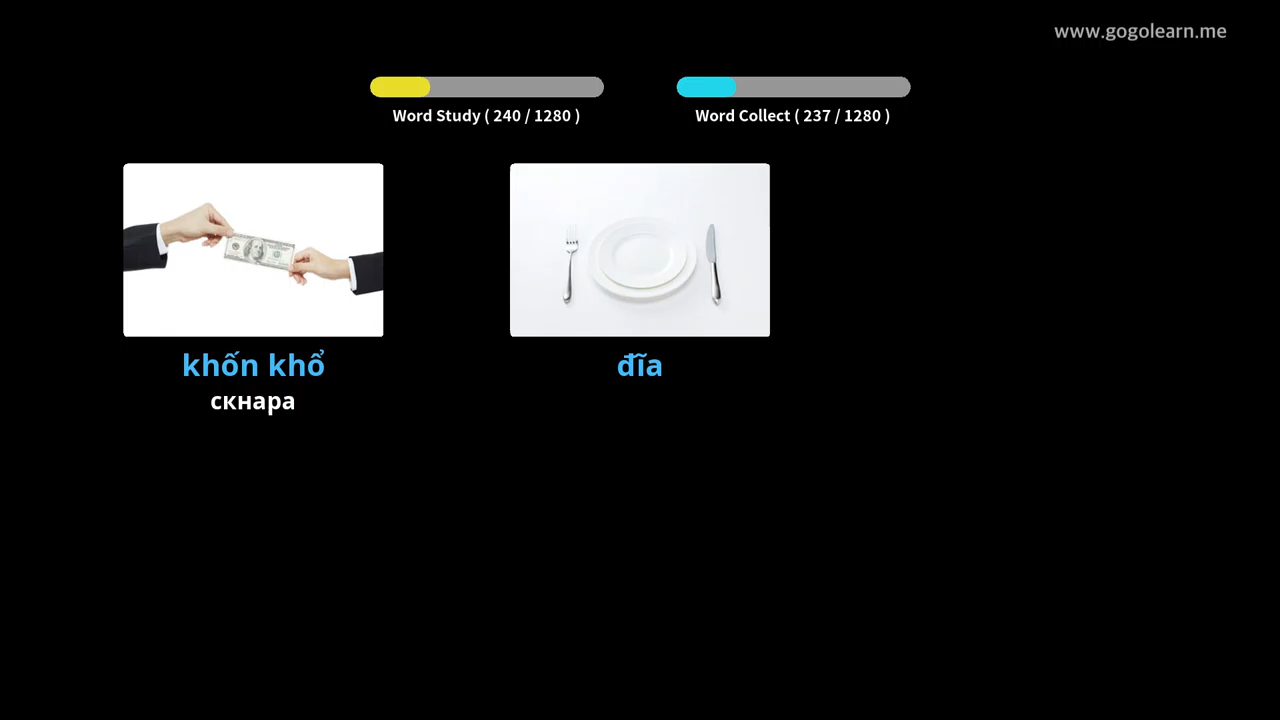 www.gogolearn.me
Word Study ( 240 / 1280 )
Word Collect ( 237 / 1280 )
khốn khổ
скнара
đĩa